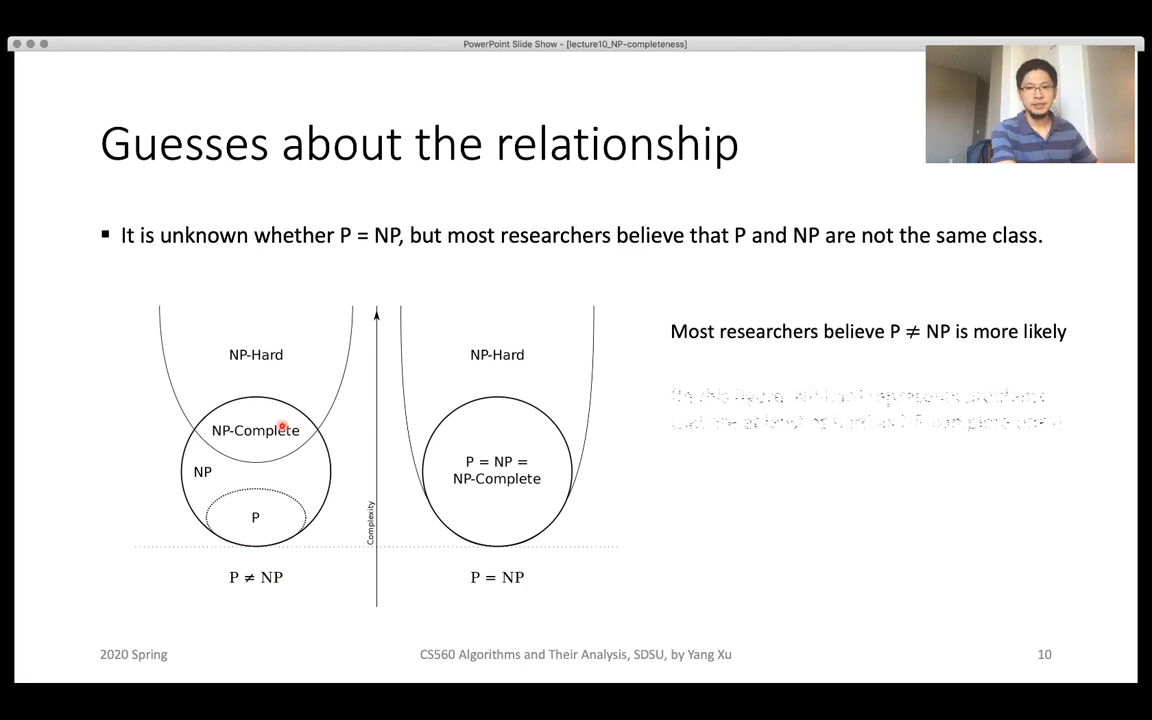 PowerPoint Slide Show - [lecture10_NP-completeness]
Guesses about the relationship
▪ It is unknown whether P = NP, but most researchers believe that P and NP are not the same class.
NP-Hard
NP-Complete
NP
P
P ≠ NP
Complexity
NP-Hard
P = NP =
NP-Complete
P = NP
Most researchers believe P ≠ NP is more likely
2020 Spring
CS560 Algorithms and Their Analysis, SDSU, by Yang Xu
10